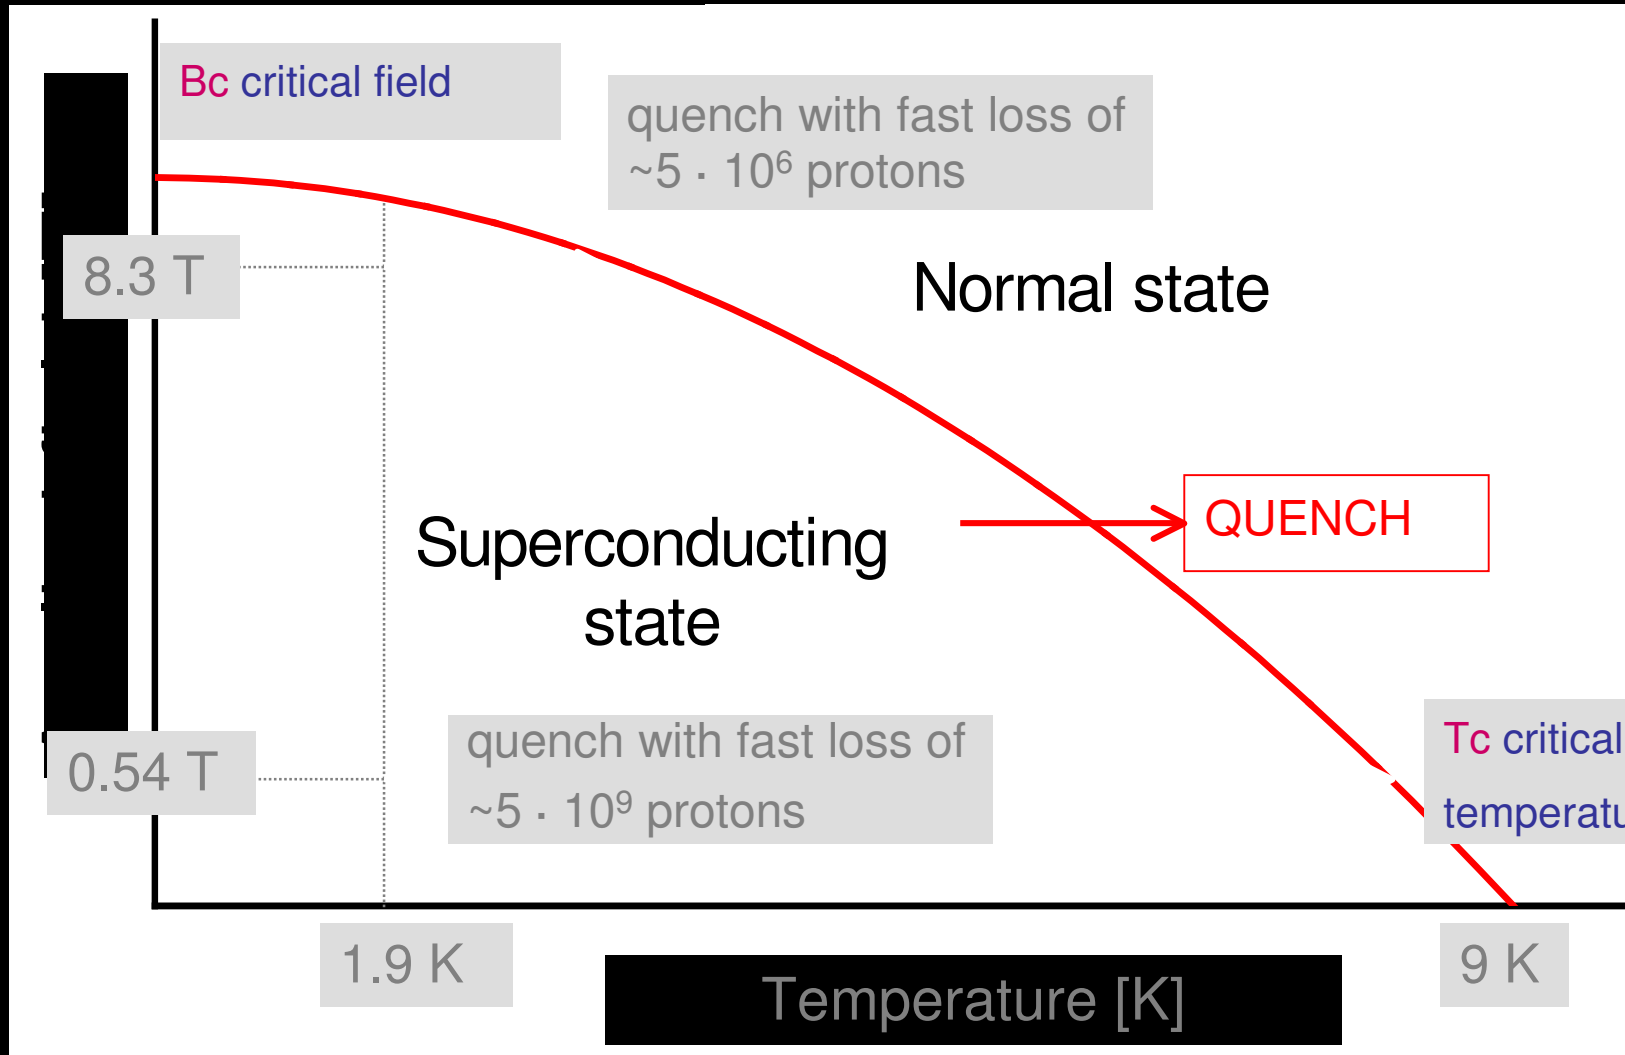 Bc critical field
quench with fast loss of
~5 · 10⁶ protons
8.3 T
Normal state
QUENCH
Superconducting
state
quench with fast loss of
~5 · 10⁹ protons
0.54 T
Tc critical
1.9 K
9 K
Temperature [K]